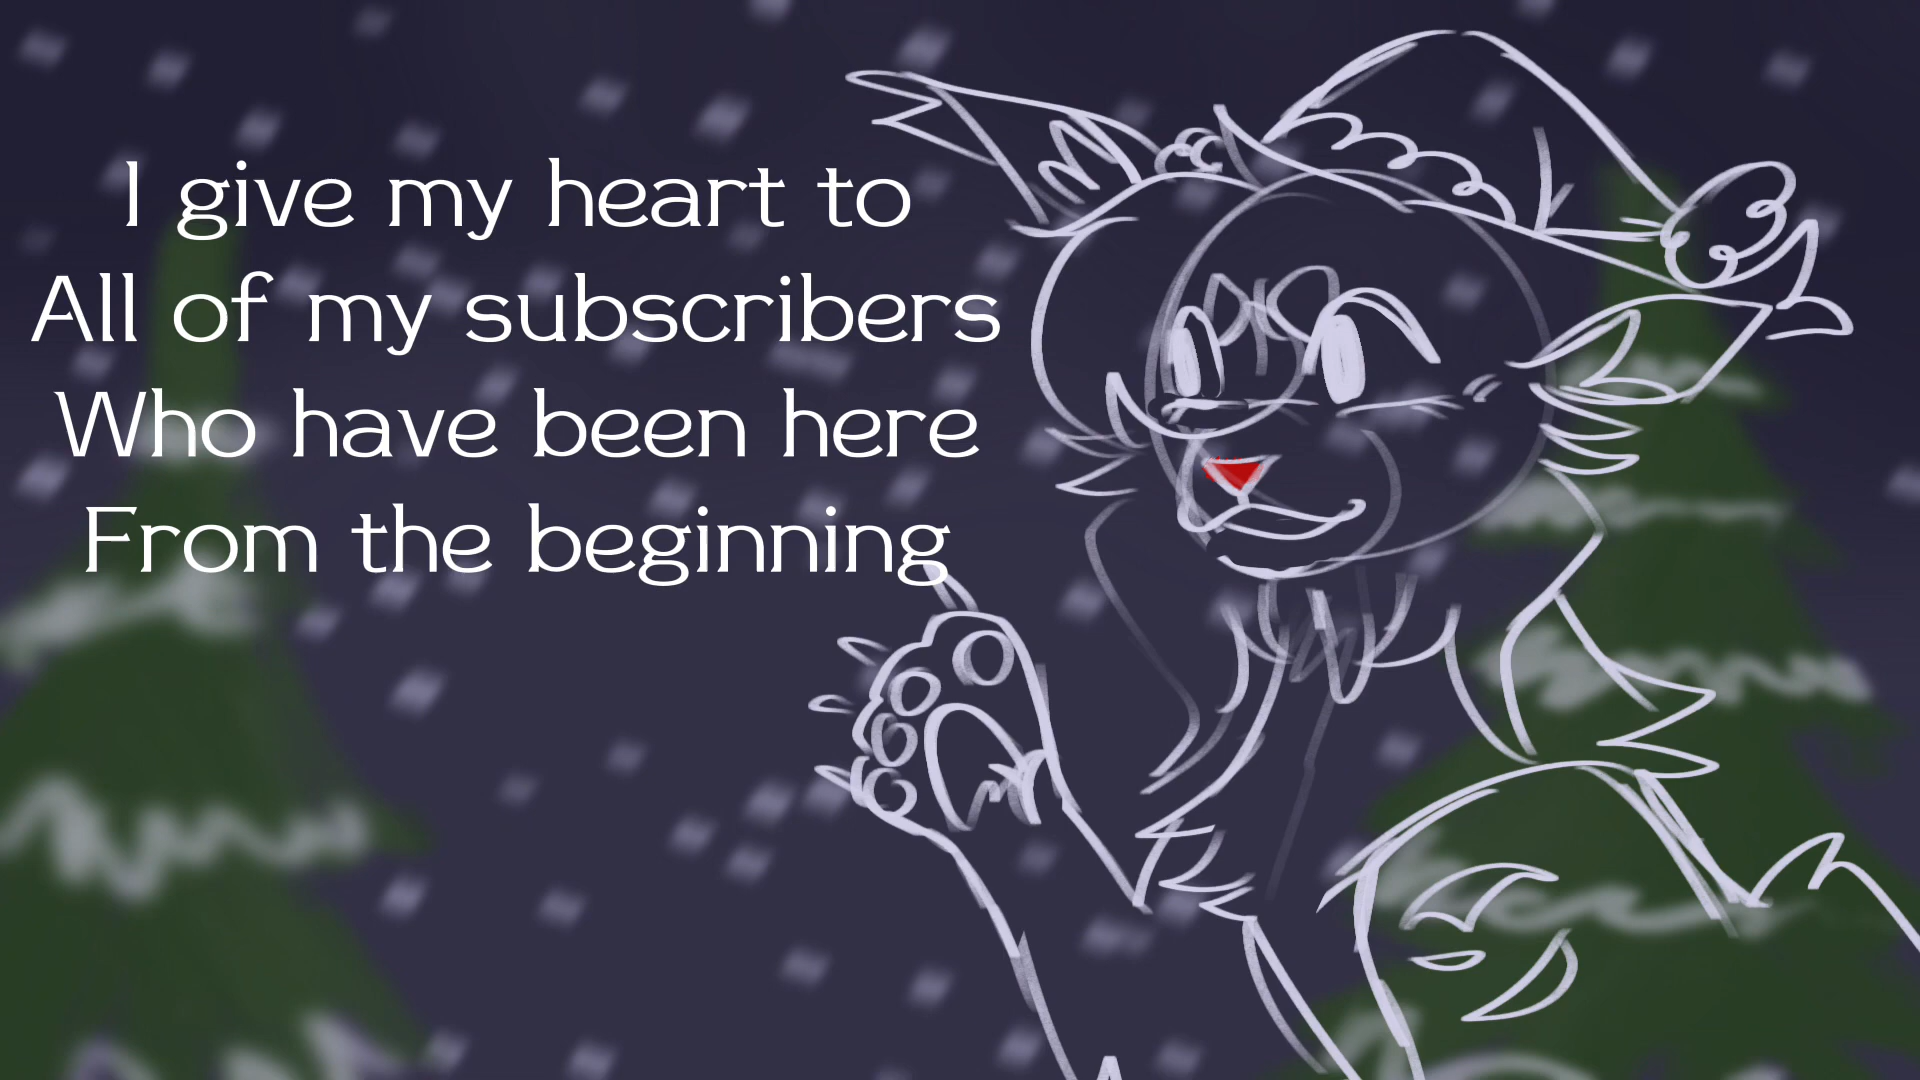 I give my heart to
All of my subscribers
Who have been here
From the beginning